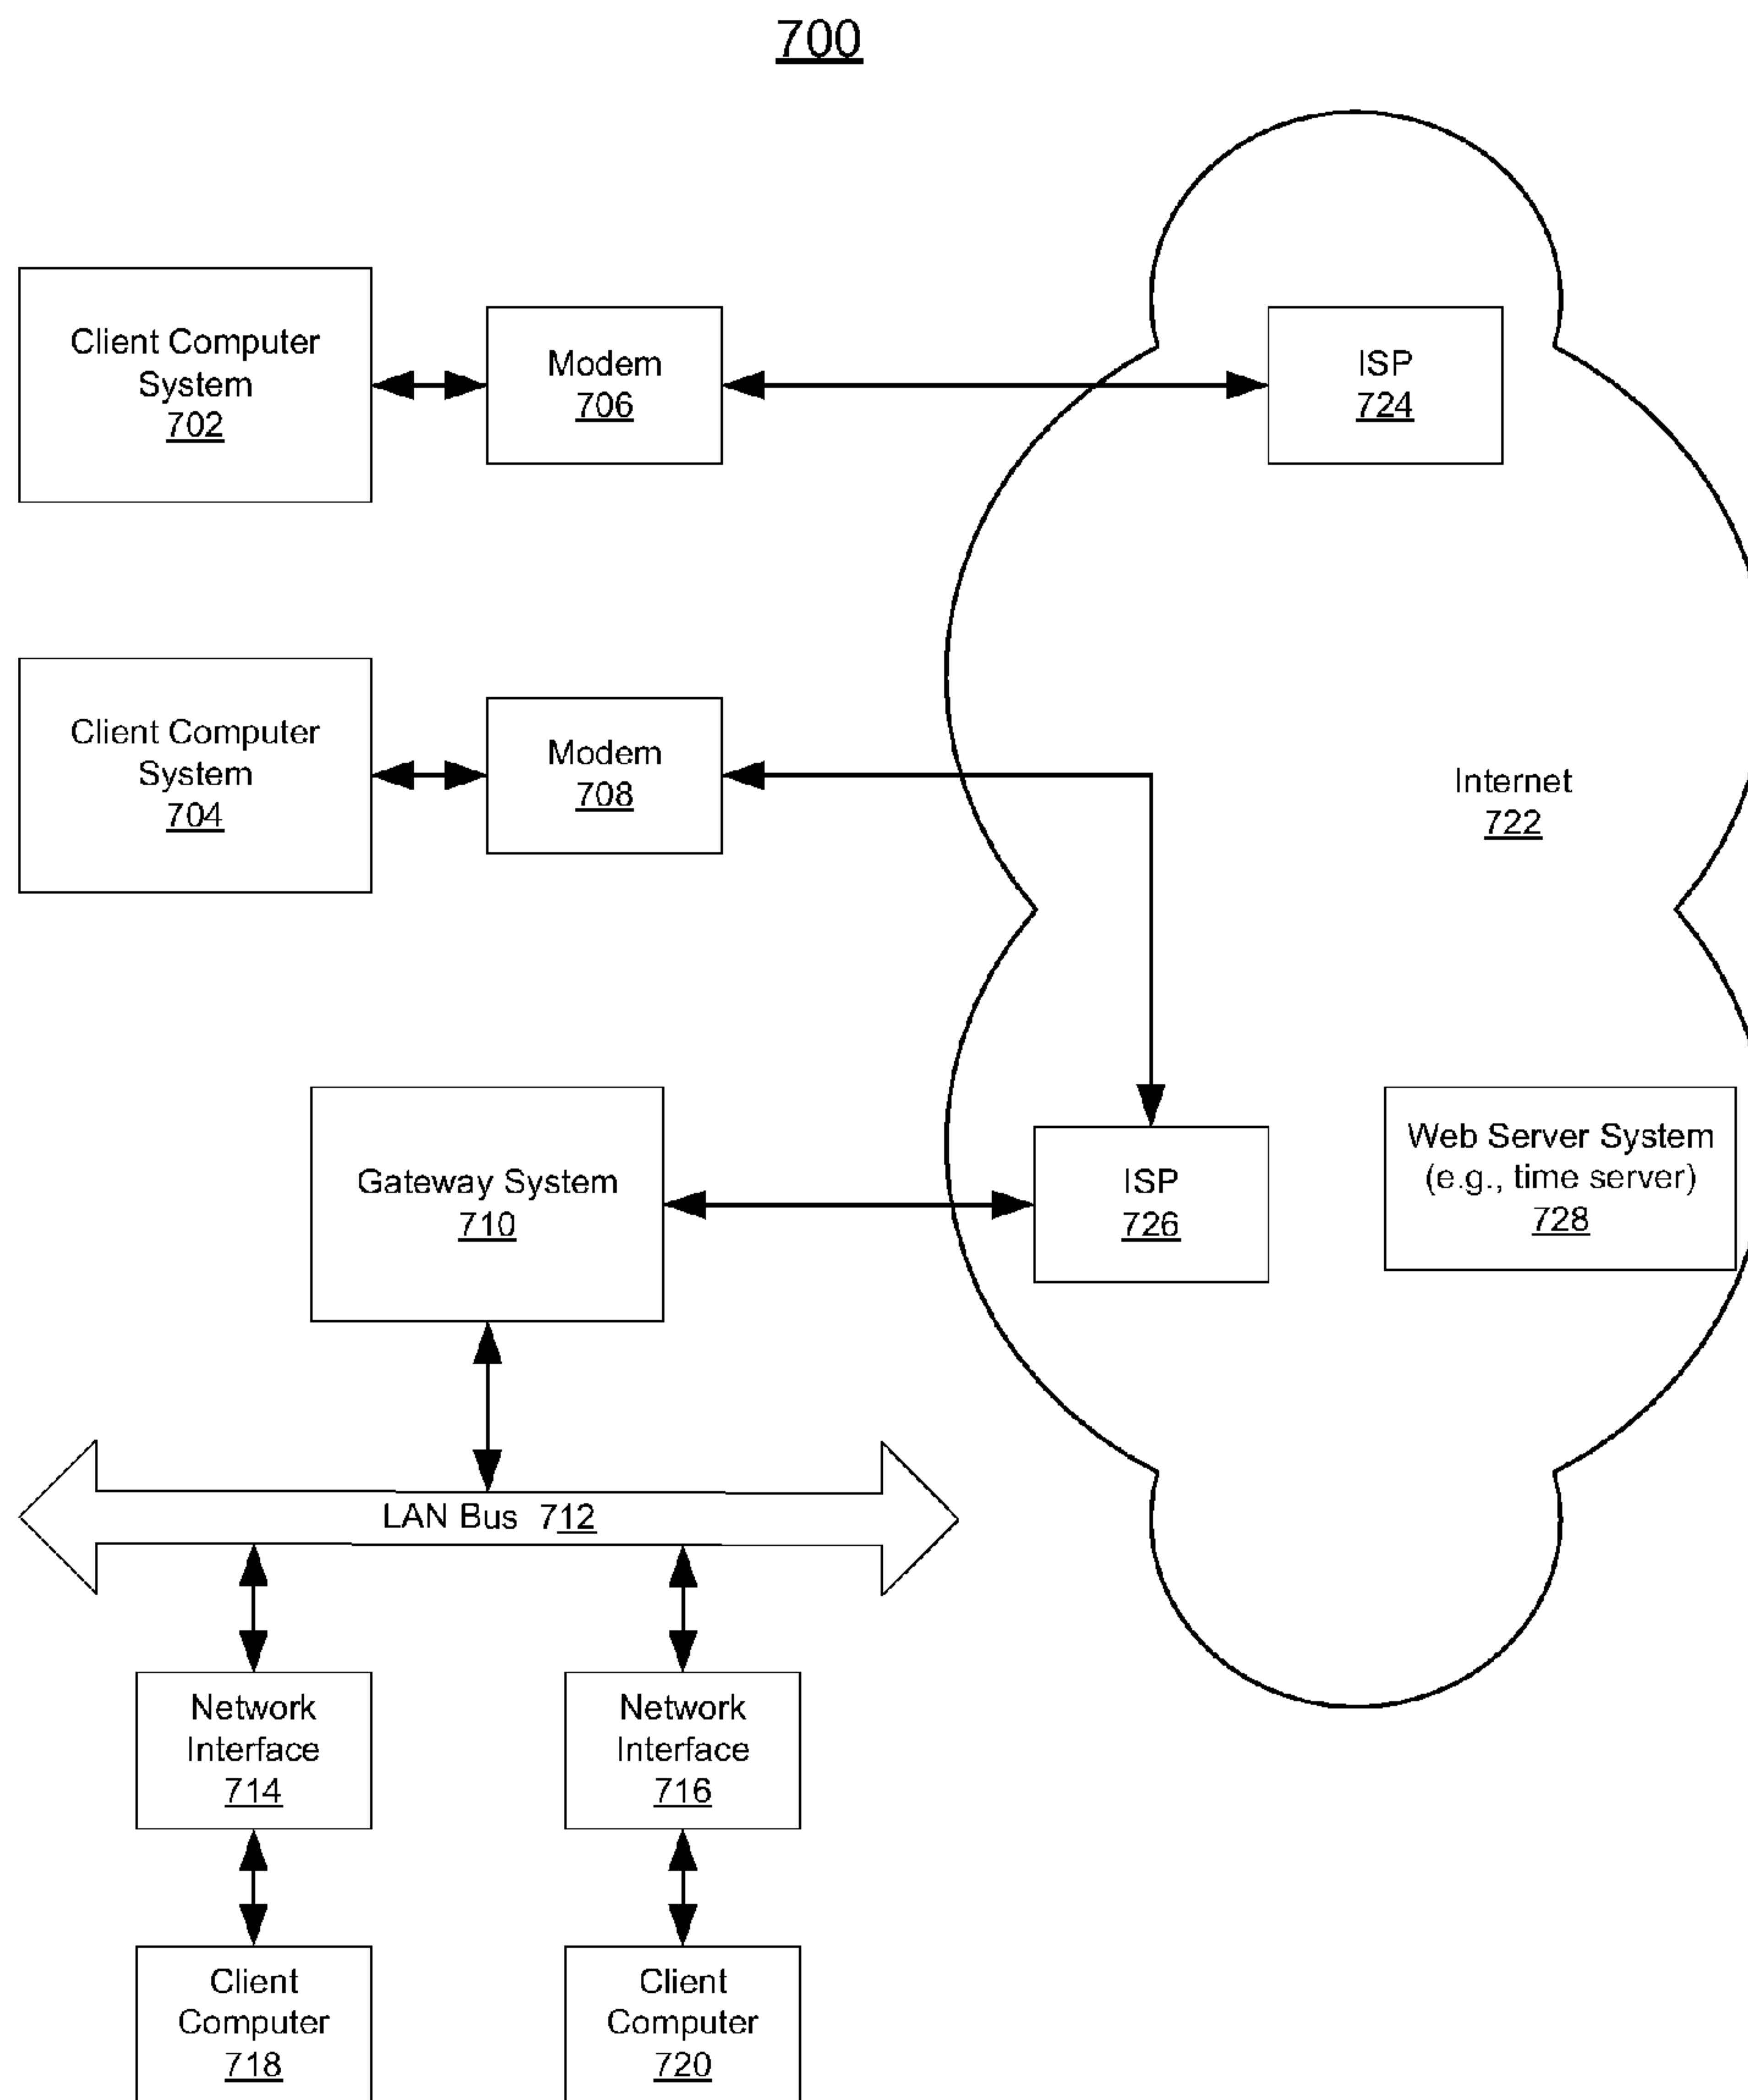 700
Client Computer
System
702
Modem
706
ISP
724
Client Computer
System
704
Modem
708
Internet
722
Gateway System
710
ISP
726
Web Server System
(e.g., time server)
728
LAN Bus 712
Network
Interface
714
Network
Interface
716
Client
Computer
718
Client
Computer
720